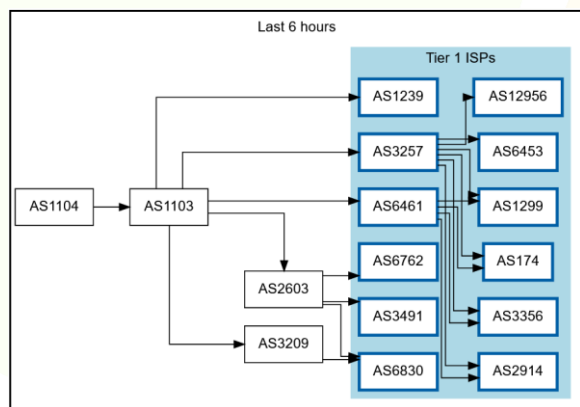 Last 6 hours
Tier 1 ISPs
AS1239
AS12956
AS3257
AS6453
AS1104
AS1103
AS6461
AS1299
AS6762
AS174
AS2603
AS3491
AS3356
AS3209
AS6830
AS2914